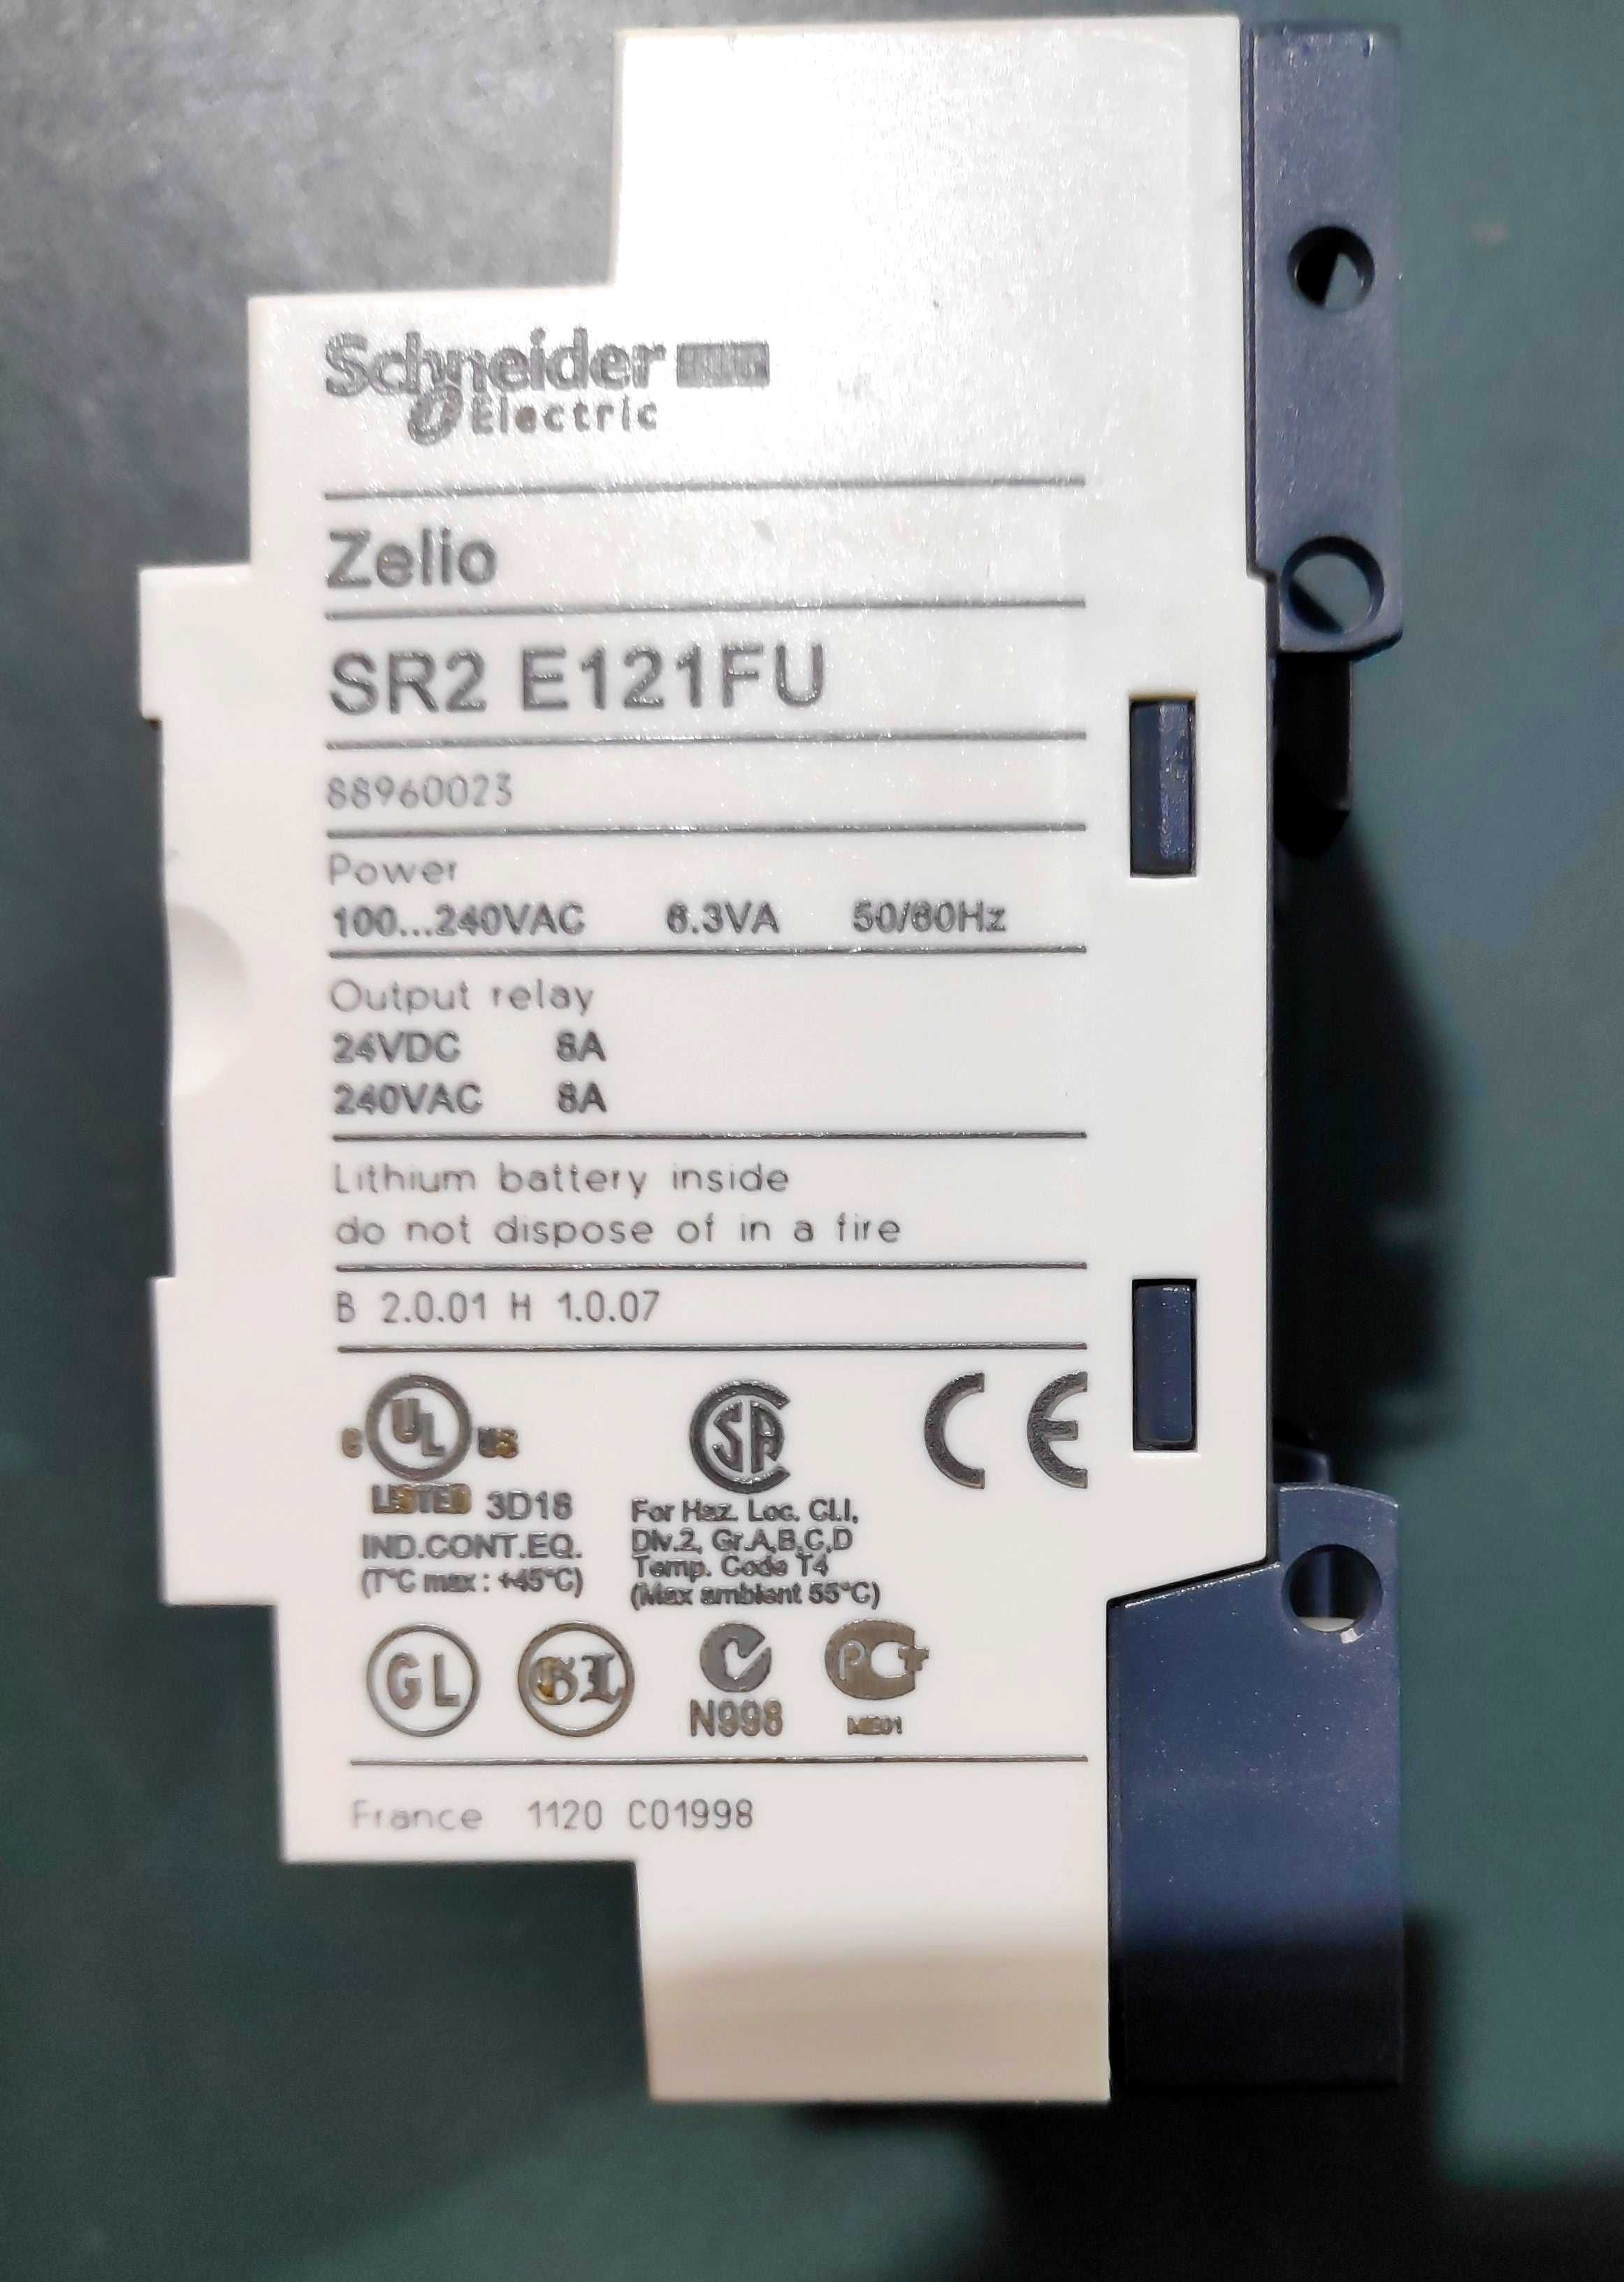 Schneider
Electric
Zelio
SR2 E121FU
88960023
Power
100...240VAC 6.3VA 50/60Hz
Output relay
24VDC 8A
240VAC 8A
Lithium battery inside
do not dispose of in a fire
B 2.0.01 H 1.0.07
c UL us
LISTED 3D18
IND.CONT.EQ.
(T°C max : +45°C)
SA
For Haz. Loc. Cl.I,
Div.2, Gr.A,B,C,D
Temp. Code T4
(Max ambient 55°C)
CE
GL GL
N998
France 1120 C01998